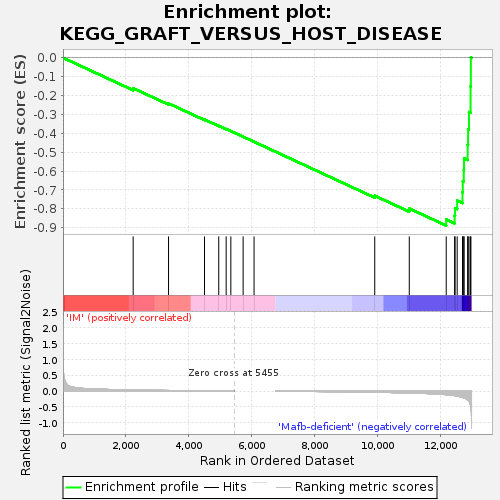 Enrichment plot:
KEGG_GRAFT_VERSUS_HOST_DISEASE
Enrichment score (ES)
0.0
-0.1
-0.2
-0.3
-0.4
-0.5
-0.6
-0.7
-0.8
-0.9
'IM' (positively correlated)
Ranked list metric (Signal2Noise)
2.5
2.0
1.5
1.0
0.5
0.0
-0.5
-1.0
Zero cross at 5455
'Mafb-deficient' (negatively correlated)
0
2,000
4,000
6,000
8,000
10,000
12,000
Rank in Ordered Dataset
Enrichment profile
Hits
Ranking metric scores